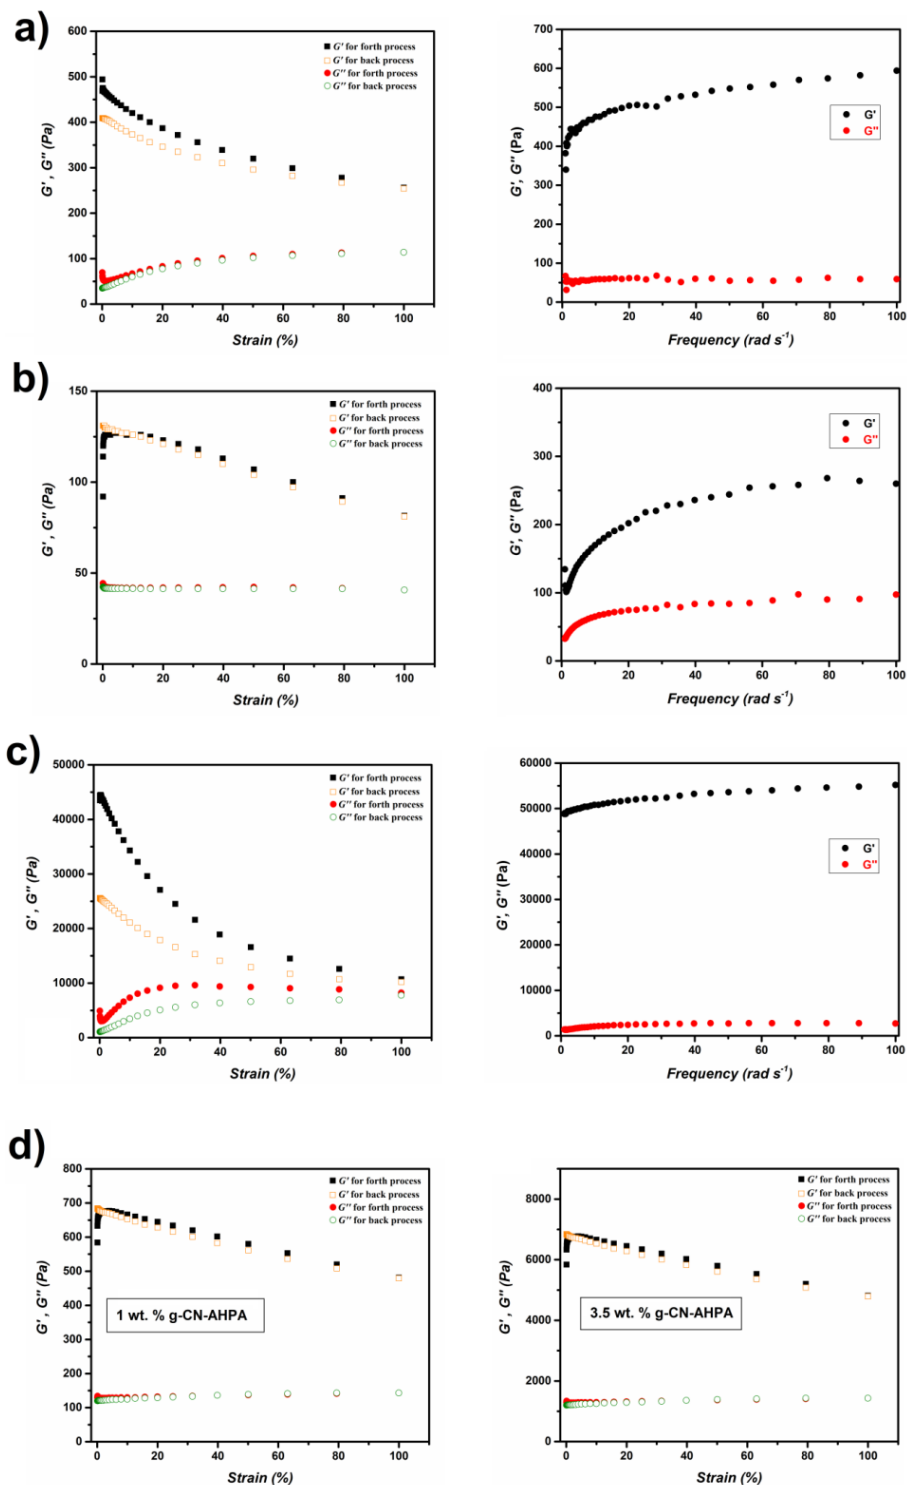 a)
600
500
400
300
200
100
0
G', G'' (Pa)
G' for forth process
G' for back process
G'' for forth process
G'' for back process
0 20 40 60 80 100
Strain (%)
700
600
500
400
300
200
100
0
G', G'' (Pa)
G'
G''
0 20 40 60 80 100
Frequency (rad s-1)
b)
150
100
50
0
G', G'' (Pa)
G' for forth process
G' for back process
G'' for forth process
G'' for back process
0 20 40 60 80 100
Strain (%)
400
300
200
100
0
G', G'' (Pa)
G'
G''
0 20 40 60 80 100
Frequency (rad s-1)
c)
50000
40000
30000
20000
10000
0
G', G'' (Pa)
G' for forth process
G' for back process
G'' for forth process
G'' for back process
0 20 40 60 80 100
Strain (%)
60000
50000
40000
30000
20000
10000
0
G', G'' (Pa)
G'
G''
0 20 40 60 80 100
Frequency (rad s-1)
d)
800
700
600
500
400
300
200
100
0
G', G'' (Pa)
G' for forth process
G' for back process
G'' for forth process
G'' for back process
1 wt. % g-CN-AHPA
0 20 40 60 80 100
Strain (%)
8000
6000
4000
2000
0
G', G'' (Pa)
G' for forth process
G' for back process
G'' for forth process
G'' for back process
3.5 wt. % g-CN-AHPA
0 20 40 60 80 100
Strain (%)